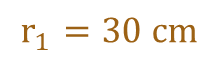 r₁ = 30 cm